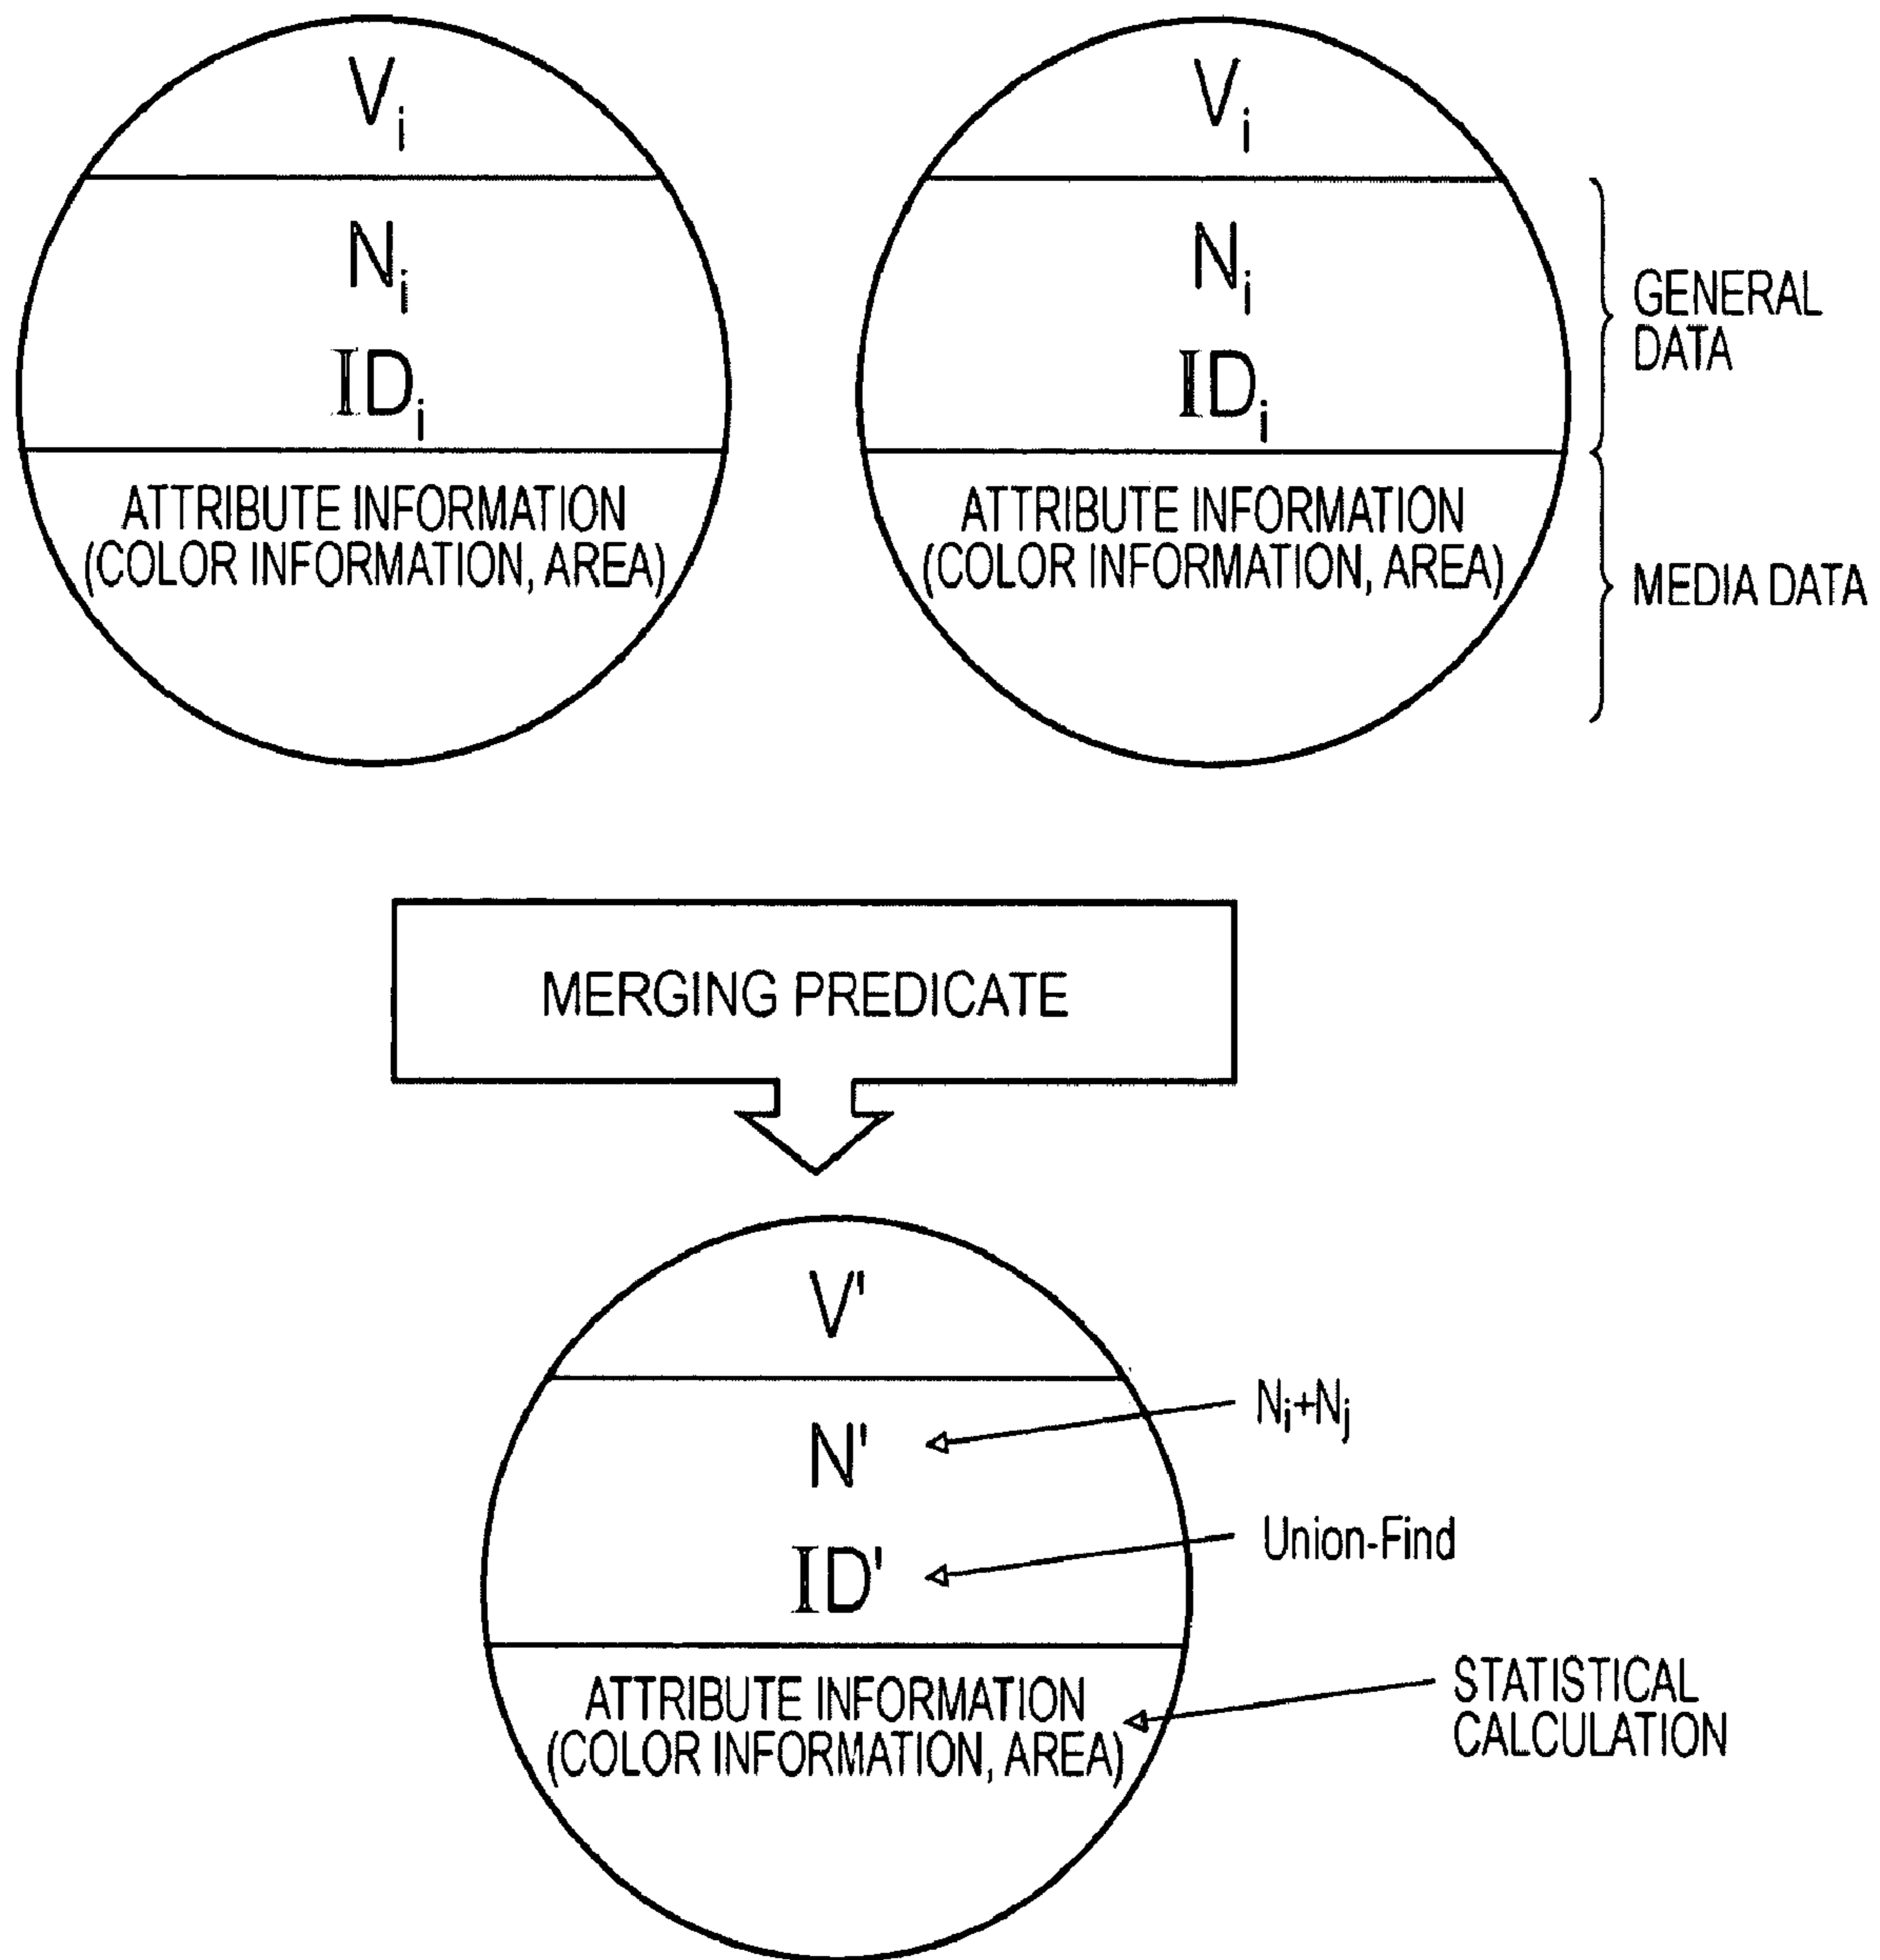 Vi
Vi
Ni
Ni
IDi
IDi
GENERAL
DATA
ATTRIBUTE INFORMATION
(COLOR INFORMATION, AREA)
ATTRIBUTE INFORMATION
(COLOR INFORMATION, AREA)
MEDIA DATA
MERGING PREDICATE
V'
N'
Ni+Nj
ID'
Union-Find
ATTRIBUTE INFORMATION
(COLOR INFORMATION, AREA)
STATISTICAL
CALCULATION